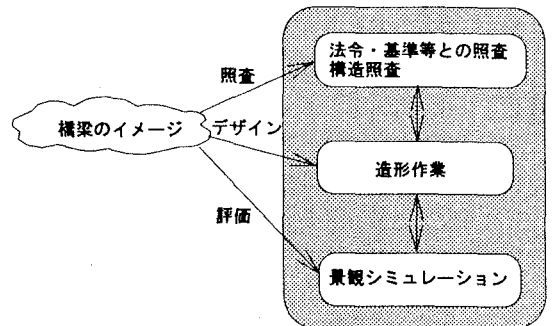 法令・基準等との照査
構造照査
照査
橋梁のイメージ
デザイン
造形作業
評価
景観シミュレーション